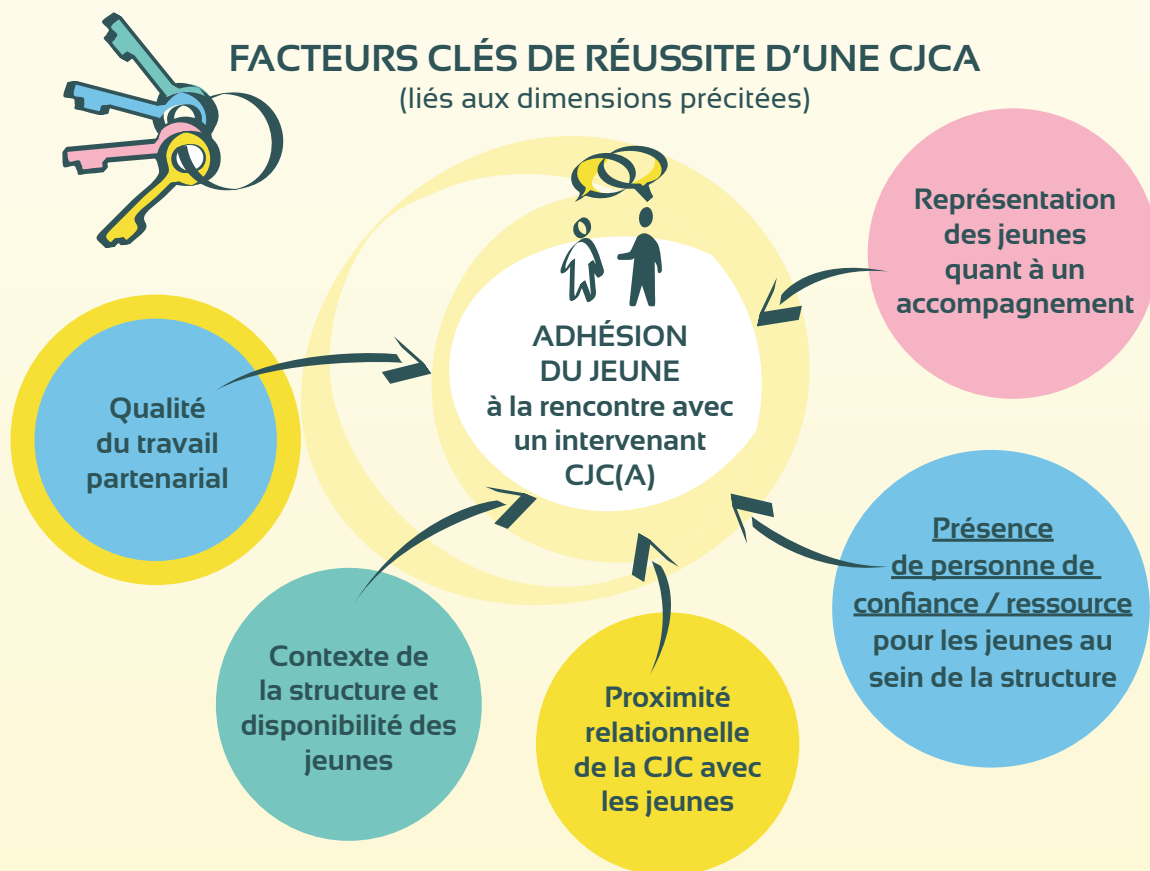 FACTEURS CLÉS DE RÉUSSITE D'UNE CJCA
(liés aux dimensions précitées)
Représentation
des jeunes
quant à un
accompagnement
ADHÉSION
DU JEUNE
à la rencontre avec
un intervenant
CJC(A)
Qualité
du travail
partenarial
Présence
de personne de
confiance / ressource
pour les jeunes au
sein de la structure
Contexte de
la structure et
disponibilité des
jeunes
Proximité
relationnelle
de la CJC avec
les jeunes